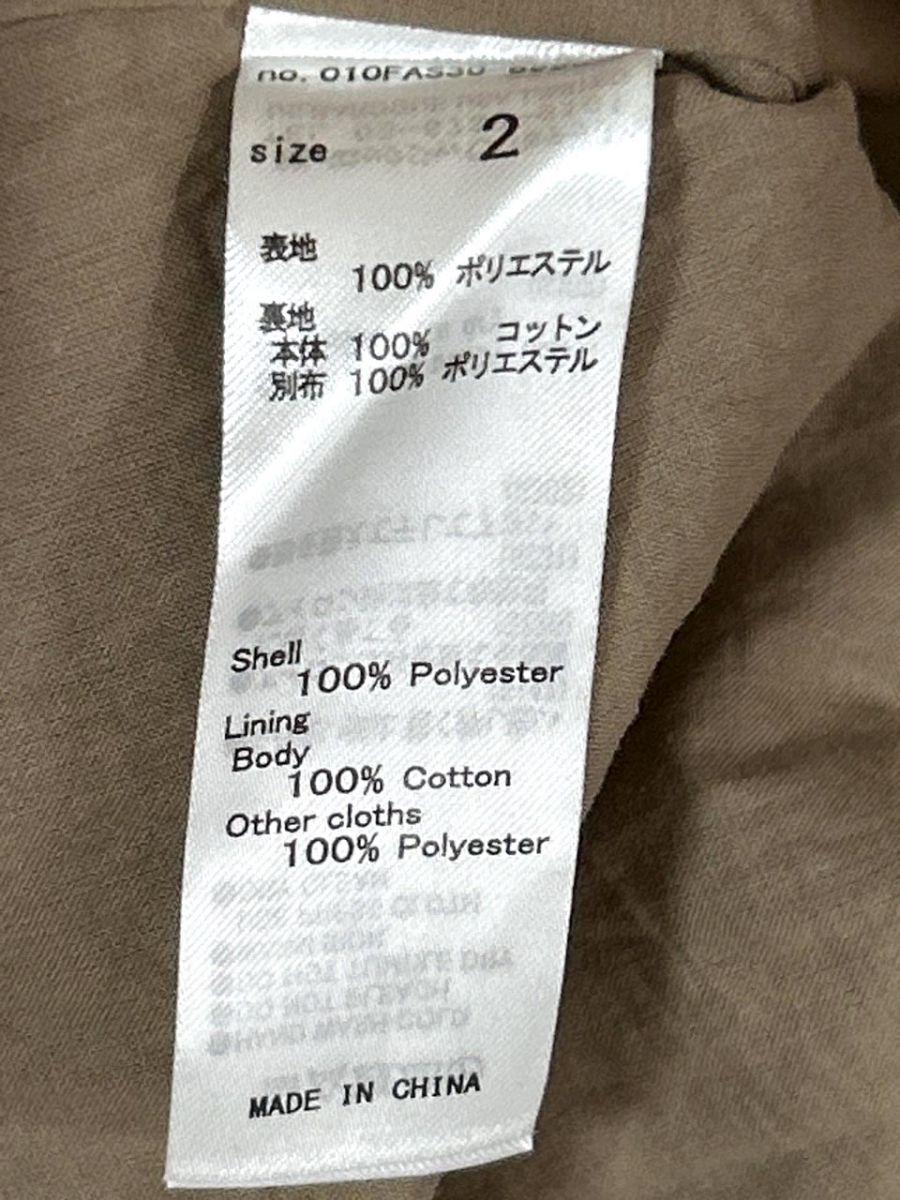 size 2
表地
100% ポリエステル
裏地
本体 100% コットン
別布 100% ポリエステル
Shell
100% Polyester
Lining
Body
100% Cotton
Other cloths
100% Polyester
MADE IN CHINA